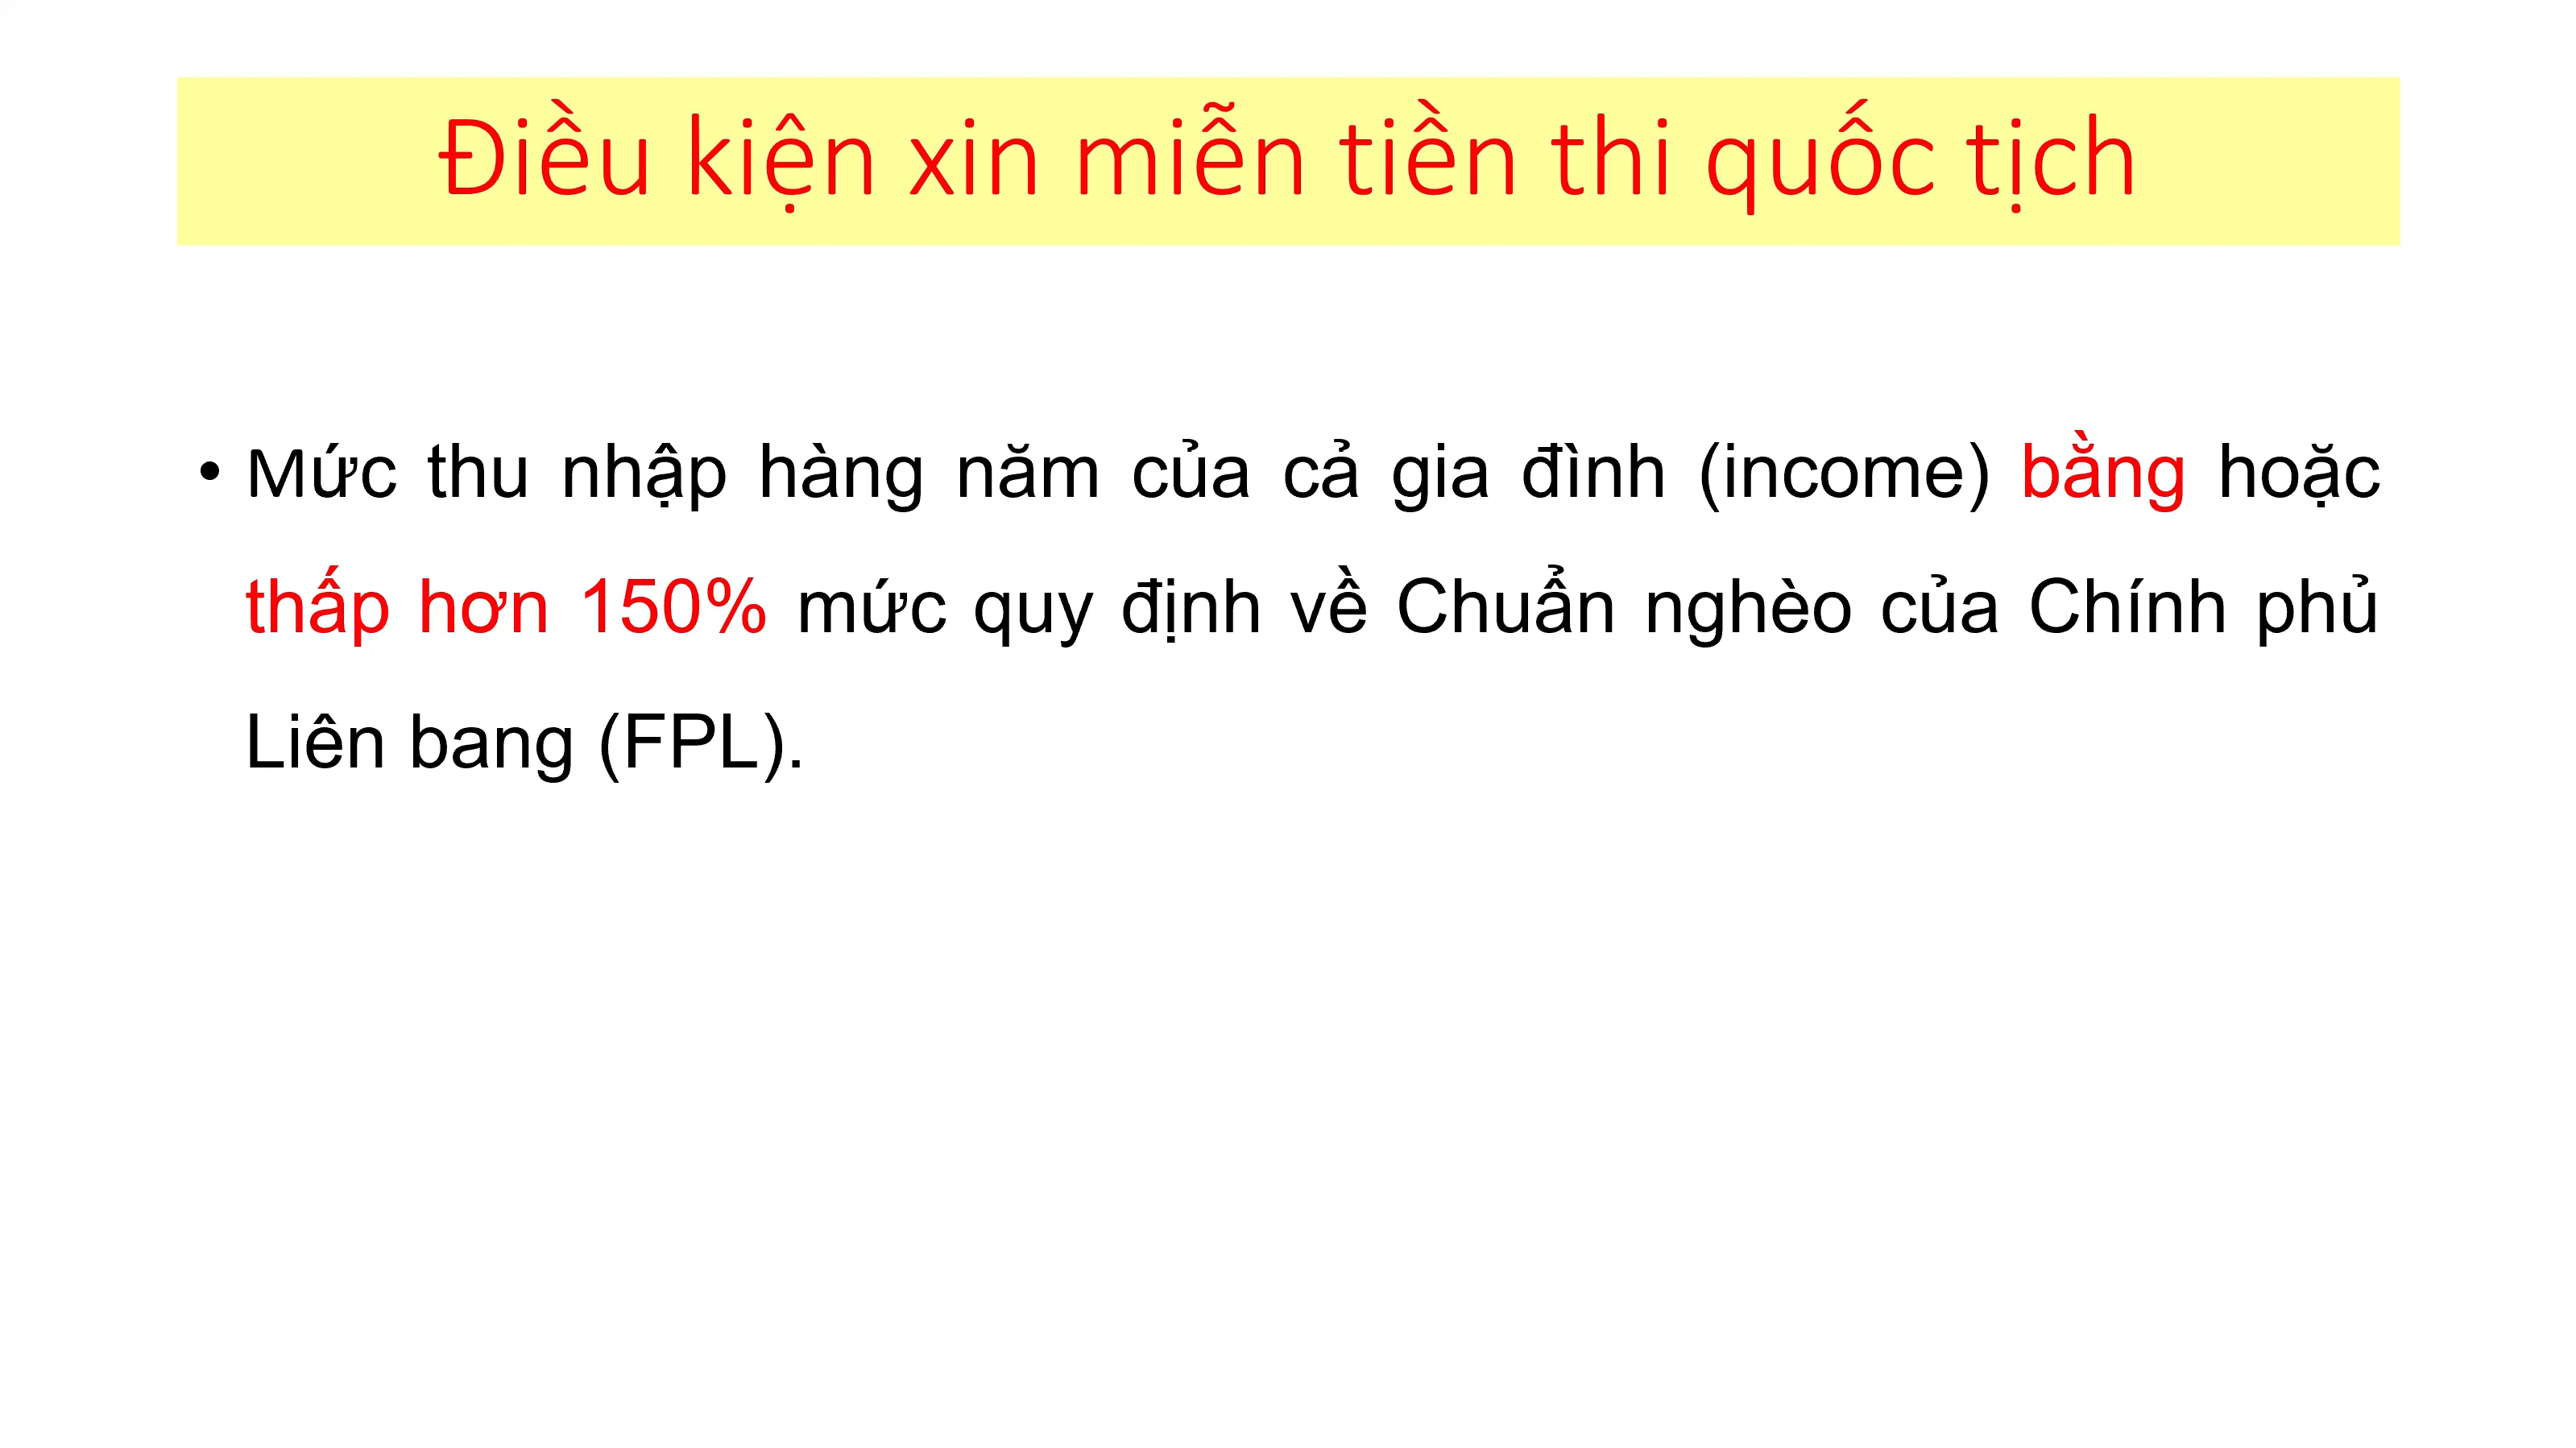 Điều kiện xin miễn tiền thi quốc tịch
• Mức thu nhập hàng năm của cả gia đình (income) bằng hoặc
thấp hơn 150% mức quy định về Chuẩn nghèo của Chính phủ
Liên bang (FPL).